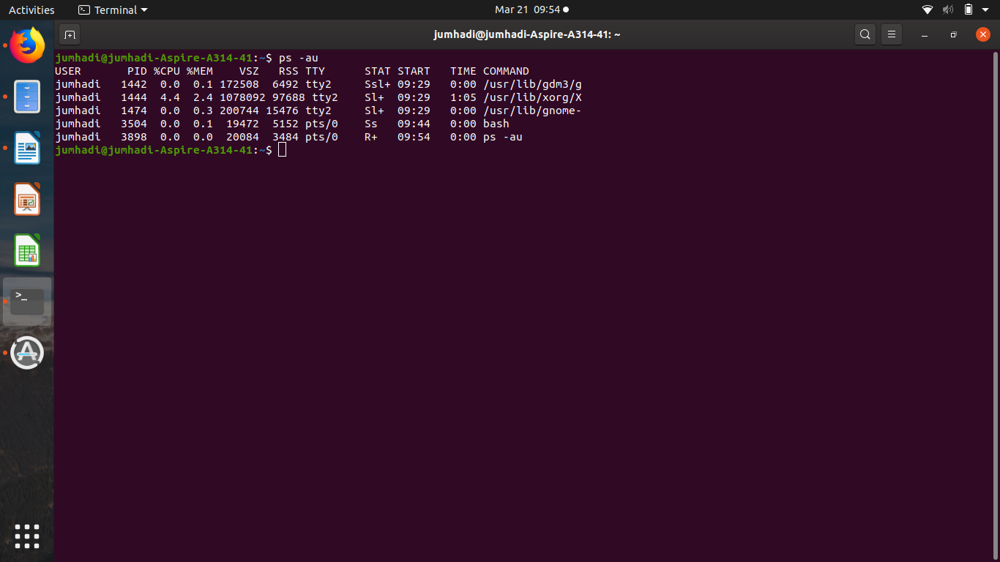 Activities Terminal Mar 21 09:54
jumhadi@jumhadi-Aspire-A314-41: ~
jumhadi@jumhadi-Aspire-A314-41:~$ ps -au
USER       PID %CPU %MEM    VSZ   RSS TTY      STAT START   TIME COMMAND
jumhadi   1442  0.0  0.1 172508  6492 tty2     Ssl+ 09:29   0:00 /usr/lib/gdm3/g
jumhadi   1444  4.4  2.4 1078092 97688 tty2    Sl+  09:29   1:05 /usr/lib/xorg/X
jumhadi   1474  0.0  0.3 200744 15476 tty2     Sl+  09:29   0:00 /usr/lib/gnome-
jumhadi   3504  0.0  0.1  19472  5152 pts/0    Ss   09:44   0:00 bash
jumhadi   3898  0.0  0.0  20084  3484 pts/0    R+   09:54   0:00 ps -au
jumhadi@jumhadi-Aspire-A314-41:~$
>_